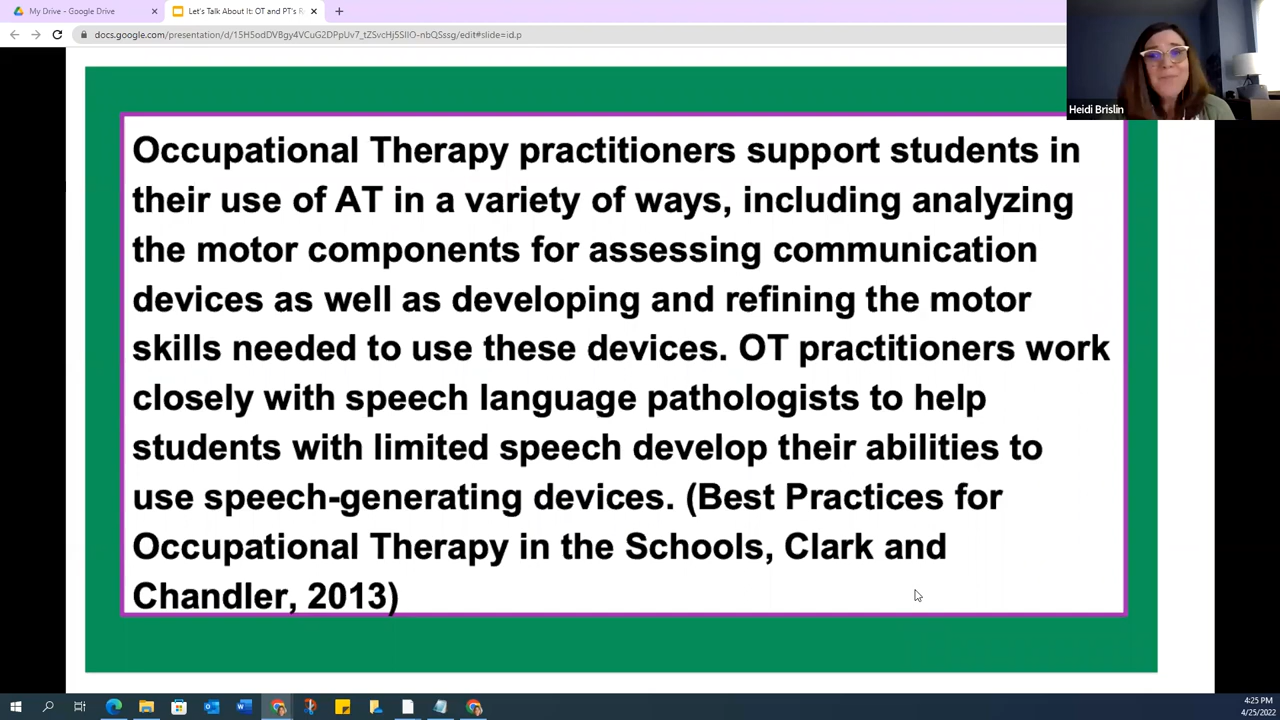 My Drive - Google Drive
Let's Talk About It: OT and PT's R
docs.google.com/presentation/d/15H5odDVBgy4VCuG2DPpUv7_tZSvcHj5SIIO-nbQSssg/edit#slide=id.p
Heidi Brislin
Occupational Therapy practitioners support students in
their use of AT in a variety of ways, including analyzing
the motor components for assessing communication
devices as well as developing and refining the motor
skills needed to use these devices. OT practitioners work
closely with speech language pathologists to help
students with limited speech develop their abilities to
use speech-generating devices. (Best Practices for
Occupational Therapy in the Schools, Clark and
Chandler, 2013)
4:25 PM
4/25/2022